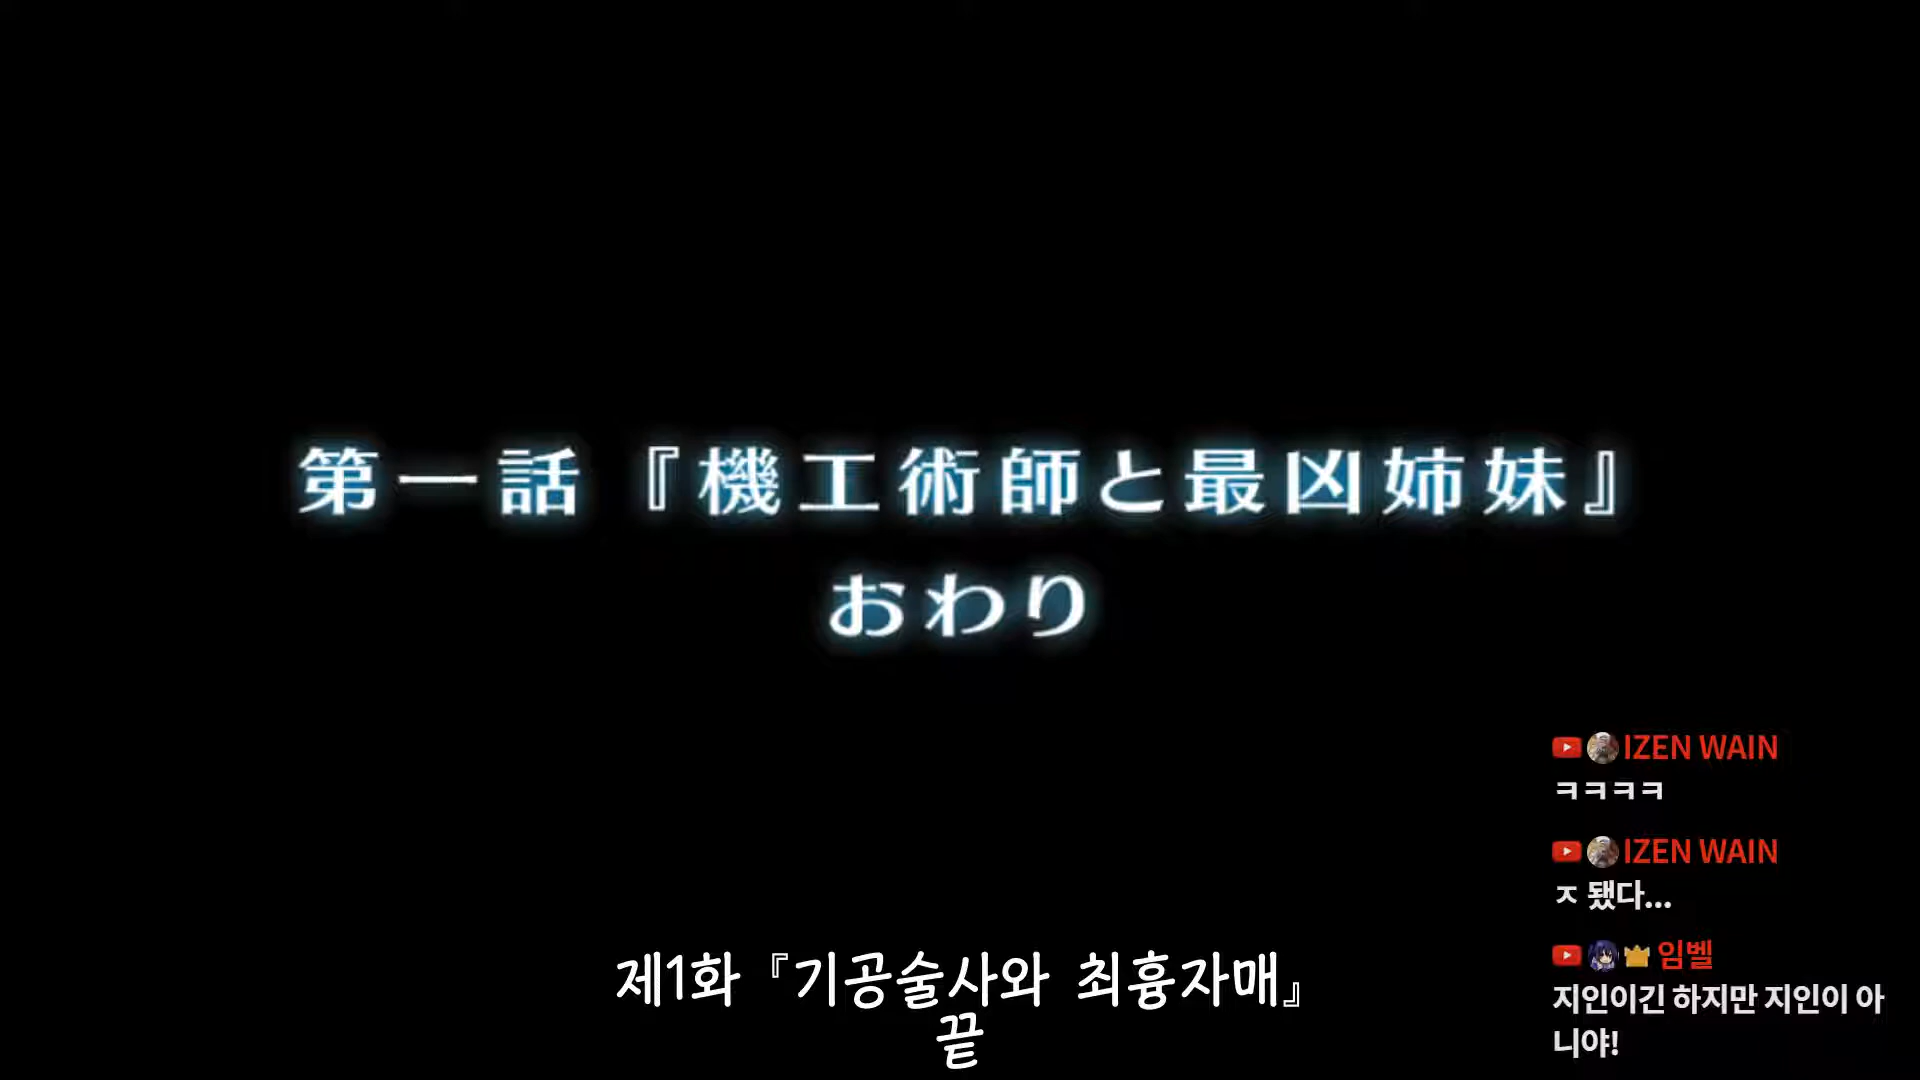 第一話『機工術師と最凶姉妹』
おわり
IZEN WAIN
ㅋㅋㅋㅋ
IZEN WAIN
ㅈ 됐다...
임벨
지인이긴 하지만 지인이 아
니야!
제1화『기공술사와 최흉자매』
끝